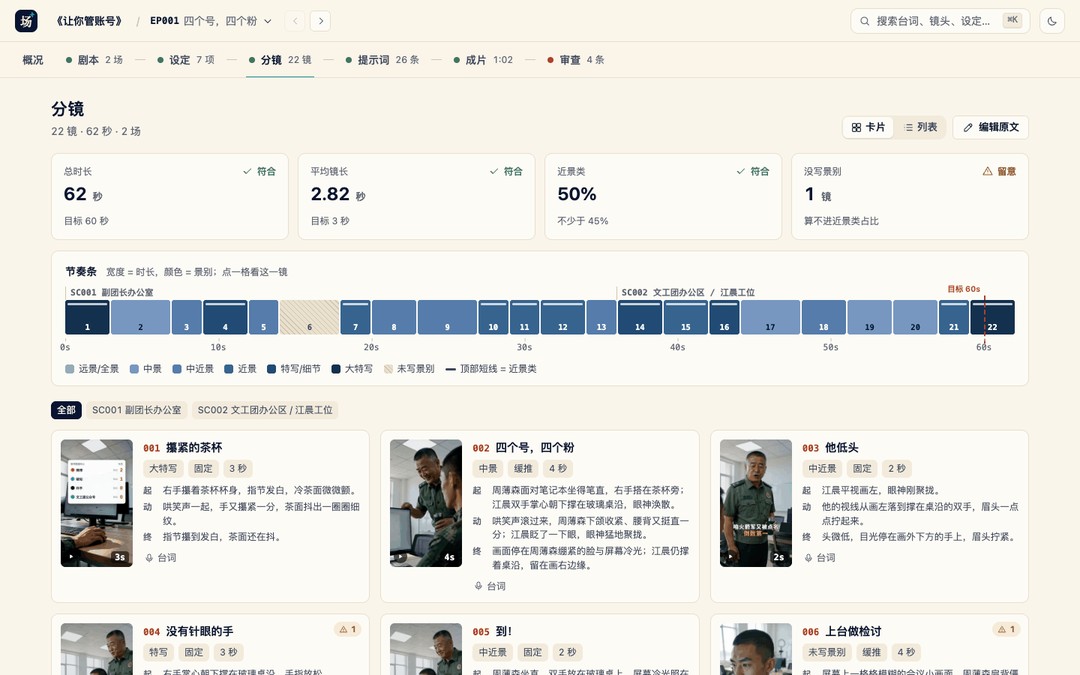 场 《让你管账号》 / EP001 四个号，四个粉
搜索台词、镜头、设定… ⌘K
概况 剧本 2 场 设定 7 项 分镜 22 镜 提示词 26 条 成片 1:02 审查 4 条
分镜
22 镜 · 62 秒 · 2 场
卡片 列表 编辑原文
总时长 符合
62 秒
目标 60 秒
平均镜长 符合
2.82 秒
目标 3 秒
近景类 符合
50%
不少于 45%
没写景别 留意
1 镜
算不进近景类占比
节奏条 宽度 = 时长，颜色 = 景别；点一格看这一镜
SC001 副团长办公室 SC002 文工团办公区 / 江晨工位 目标 60s
1 2 3 4 5 6 7 8 9 10 11 12 13 14 15 16 17 18 19 20 21 22
0s 10s 20s 30s 40s 50s 60s
远景/全景 中景 中近景 近景 特写/细节 大特写 未写景别 顶部短线 = 近景类
全部 SC001 副团长办公室 SC002 文工团办公区 / 江晨工位
001 攥紧的茶杯
大特写 固定 3 秒
起 右手攥着茶杯杯身，指节发白，冷茶面微微颤。
动 哄笑声一起，手又攥紧一分，茶面抖出一圈圈细
纹。
终 指节攥到发白，茶面还在抖。
台词
3s
002 四个号，四个粉
中景 缓推 4 秒
起 周薄森面对笔记本坐得笔直，右手搭在茶杯旁；
江晨双手掌心朝下撑在玻璃桌沿，眼神涣散。
动 哄笑声滚过来，周薄森下颌收紧、腰背又挺直一
分；江晨眨了一下眼，眼神猛地聚拢。
终 画面停在周薄森绷紧的脸与屏幕冷光；江晨仍撑
着桌沿，留在画右边缘。
台词
4s
003 他低头
中近景 固定 2 秒
起 江晨平视画左，眼神刚聚拢。
动 他的视线从画左落到撑在桌沿的双手，眉头一点
点拧起来。
终 头微低，目光停在画外下方的手上，眉头拧紧。
台词
倒数第一
2s
004 没有针眼的手 1
特写 固定 3 秒
005 到！
中近景 固定 2 秒
006 上台做检讨 1
未写景别 缓推 4 秒